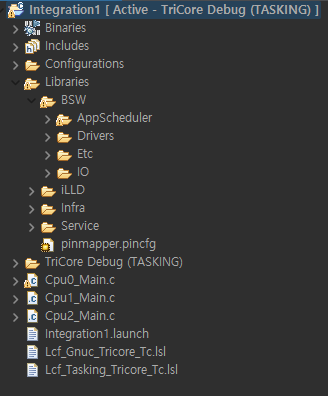 Integration1 [ Active - TriCore Debug (TASKING) ]
Binaries
Includes
Configurations
Libraries
BSW
AppScheduler
Drivers
Etc
IO
iLLD
Infra
Service
pinmapper.pincfg
TriCore Debug (TASKING)
Cpu0_Main.c
Cpu1_Main.c
Cpu2_Main.c
Integration1.launch
Lcf_Gnuc_Tricore_Tc.lsl
Lcf_Tasking_Tricore_Tc.lsl